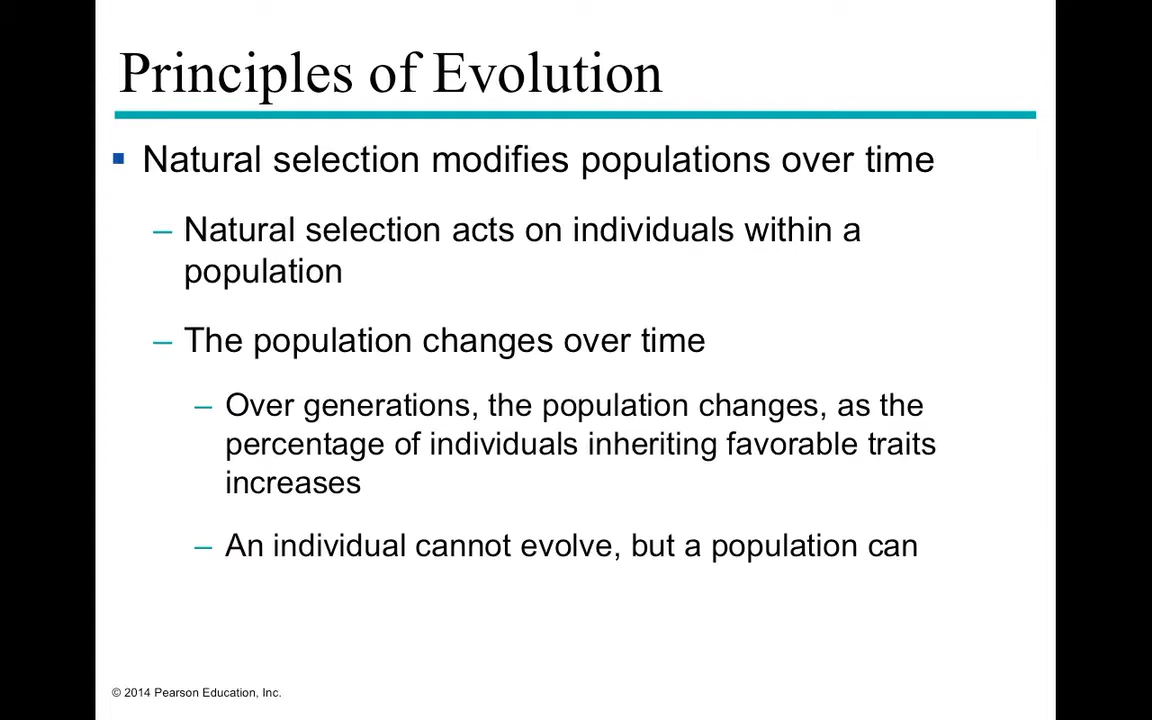 Principles of Evolution
▪ Natural selection modifies populations over time
– Natural selection acts on individuals within a
population
– The population changes over time
– Over generations, the population changes, as the
percentage of individuals inheriting favorable traits
increases
– An individual cannot evolve, but a population can
© 2014 Pearson Education, Inc.